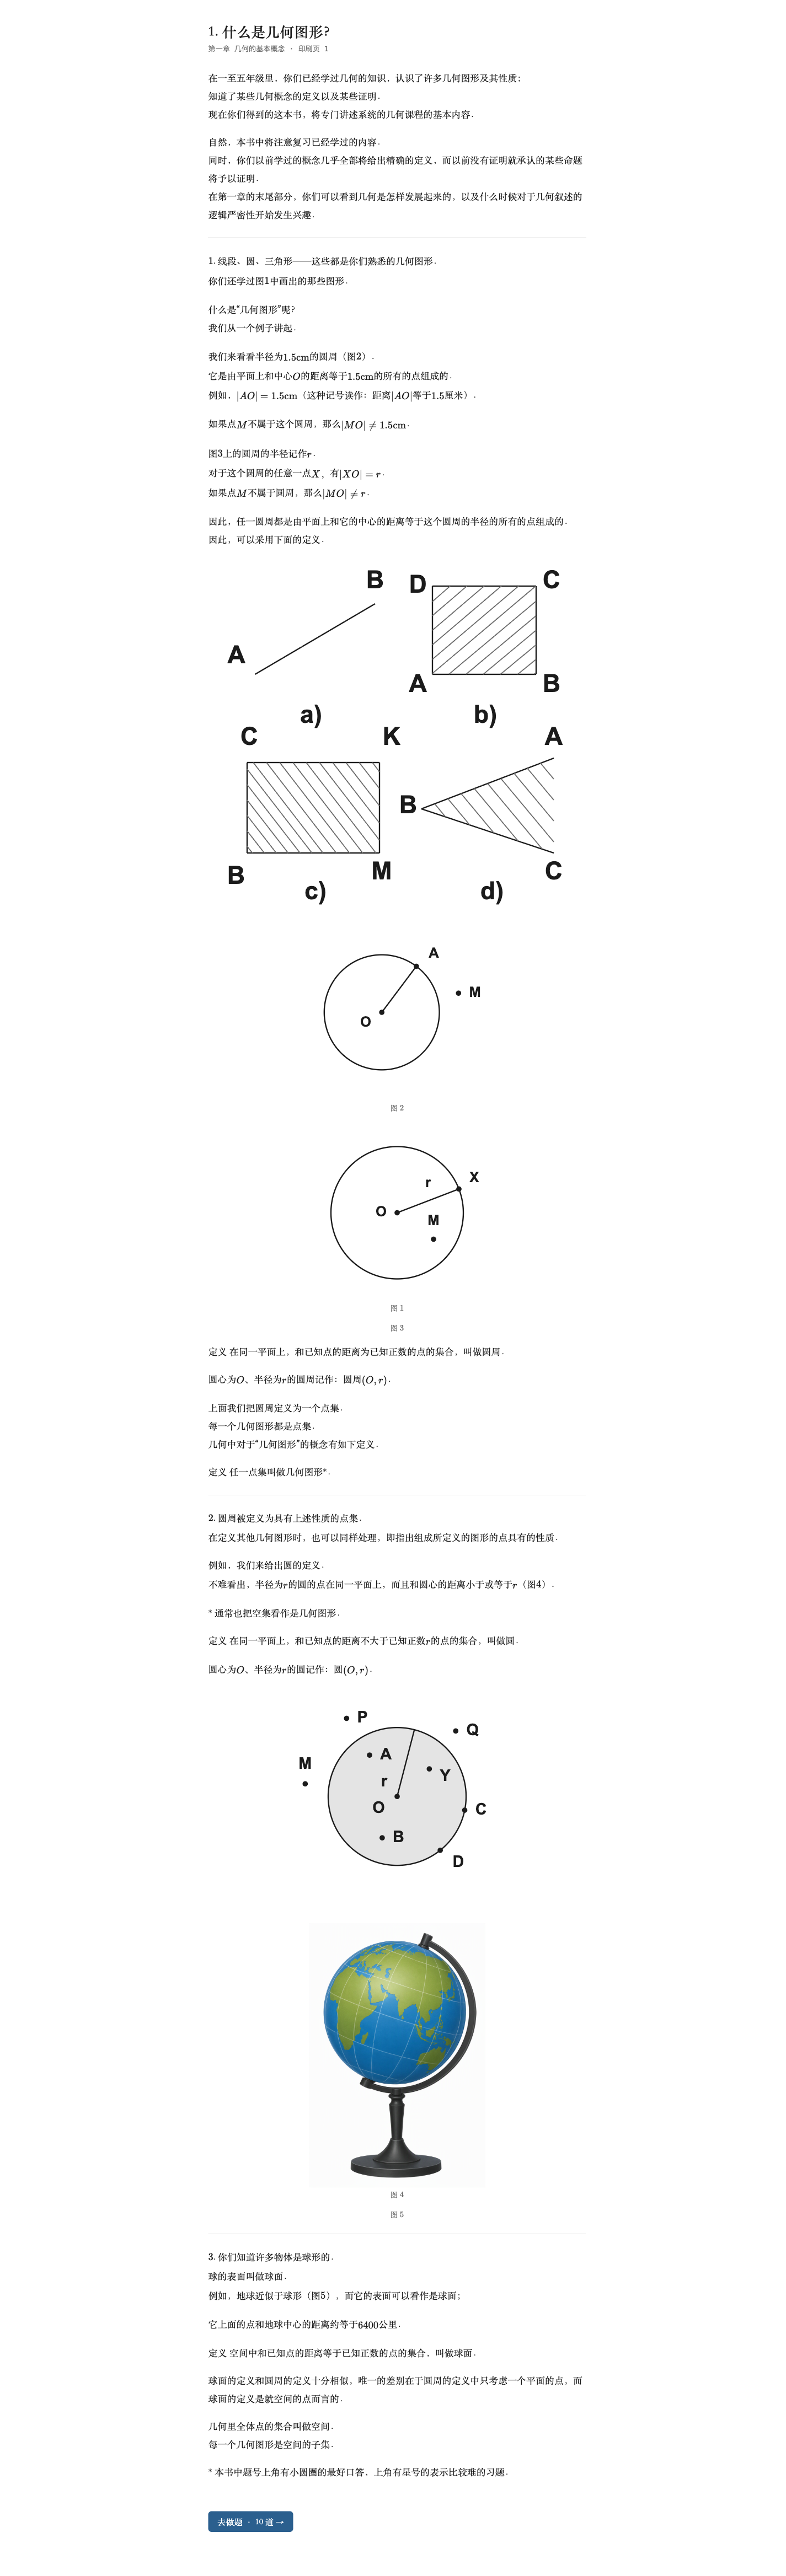 1. 什么是几何图形?
第一章 几何的基本概念 · 印刷页 1
在一至五年级里，你们已经学过几何的知识，认识了许多几何图形及其性质；
知道了某些几何概念的定义以及某些证明.
现在你们得到的这本书，将专门讲述系统的几何课程的基本内容.
自然，本书中将注意复习已经学过的内容.
同时，你们以前学过的概念几乎全部将给出精确的定义，而以前没有证明就承认的某些命题
将予以证明.
在第一章的末尾部分，你们可以看到几何是怎样发展起来的，以及什么时候对于几何叙述的
逻辑严密性开始发生兴趣.
1. 线段、圆、三角形——这些都是你们熟悉的几何图形.
你们还学过图1中画出的那些图形.
什么是“几何图形”呢?
我们从一个例子讲起.
我们来看看半径为1.5cm的圆周（图2）.
它是由平面上和中心O的距离等于1.5cm的所有的点组成的.
例如，|AO| = 1.5cm（这种记号读作：距离|AO|等于1.5厘米）.
如果点M不属于这个圆周，那么|MO| ≠ 1.5cm.
图3上的圆周的半径记作r.
对于这个圆周的任意一点X，有|XO| = r.
如果点M不属于圆周，那么|MO| ≠ r.
因此，任一圆周都是由平面上和它的中心的距离等于这个圆周的半径的所有的点组成的.
因此，可以采用下面的定义.
B
A
a)
D
C
A
B
b)
C
K
B
M
c)
A
B
C
d)
A
M
O
图 2
X
r
O
M
图 1
图 3
定义 在同一平面上，和已知点的距离为已知正数的点的集合，叫做圆周.
圆心为O、半径为r的圆周记作：圆周(O, r).
上面我们把圆周定义为一个点集.
每一个几何图形都是点集.
几何中对于“几何图形”的概念有如下定义.
定义 任一点集叫做几何图形*.
2. 圆周被定义为具有上述性质的点集.
在定义其他几何图形时，也可以同样处理，即指出组成所定义的图形的点具有的性质.
例如，我们来给出圆的定义.
不难看出，半径为r的圆的点在同一平面上，而且和圆心的距离小于或等于r（图4）.
* 通常也把空集看作是几何图形.
定义 在同一平面上，和已知点的距离不大于已知正数r的点的集合，叫做圆.
圆心为O、半径为r的圆记作：圆(O, r).
P
Q
M
A
Y
r
O
C
B
D
图 4
图 5
3. 你们知道许多物体是球形的.
球的表面叫做球面.
例如，地球近似于球形（图5），而它的表面可以看作是球面；
它上面的点和地球中心的距离约等于6400公里.
定义 空间中和已知点的距离等于已知正数的点的集合，叫做球面.
球面的定义和圆周的定义十分相似，唯一的差别在于圆周的定义中只考虑一个平面的点，而
球面的定义是就空间的点而言的.
几何里全体点的集合叫做空间.
每一个几何图形是空间的子集.
* 本书中题号上角有小圆圈的最好口答，上角有星号的表示比较难的习题.
去做题 · 10 道 →